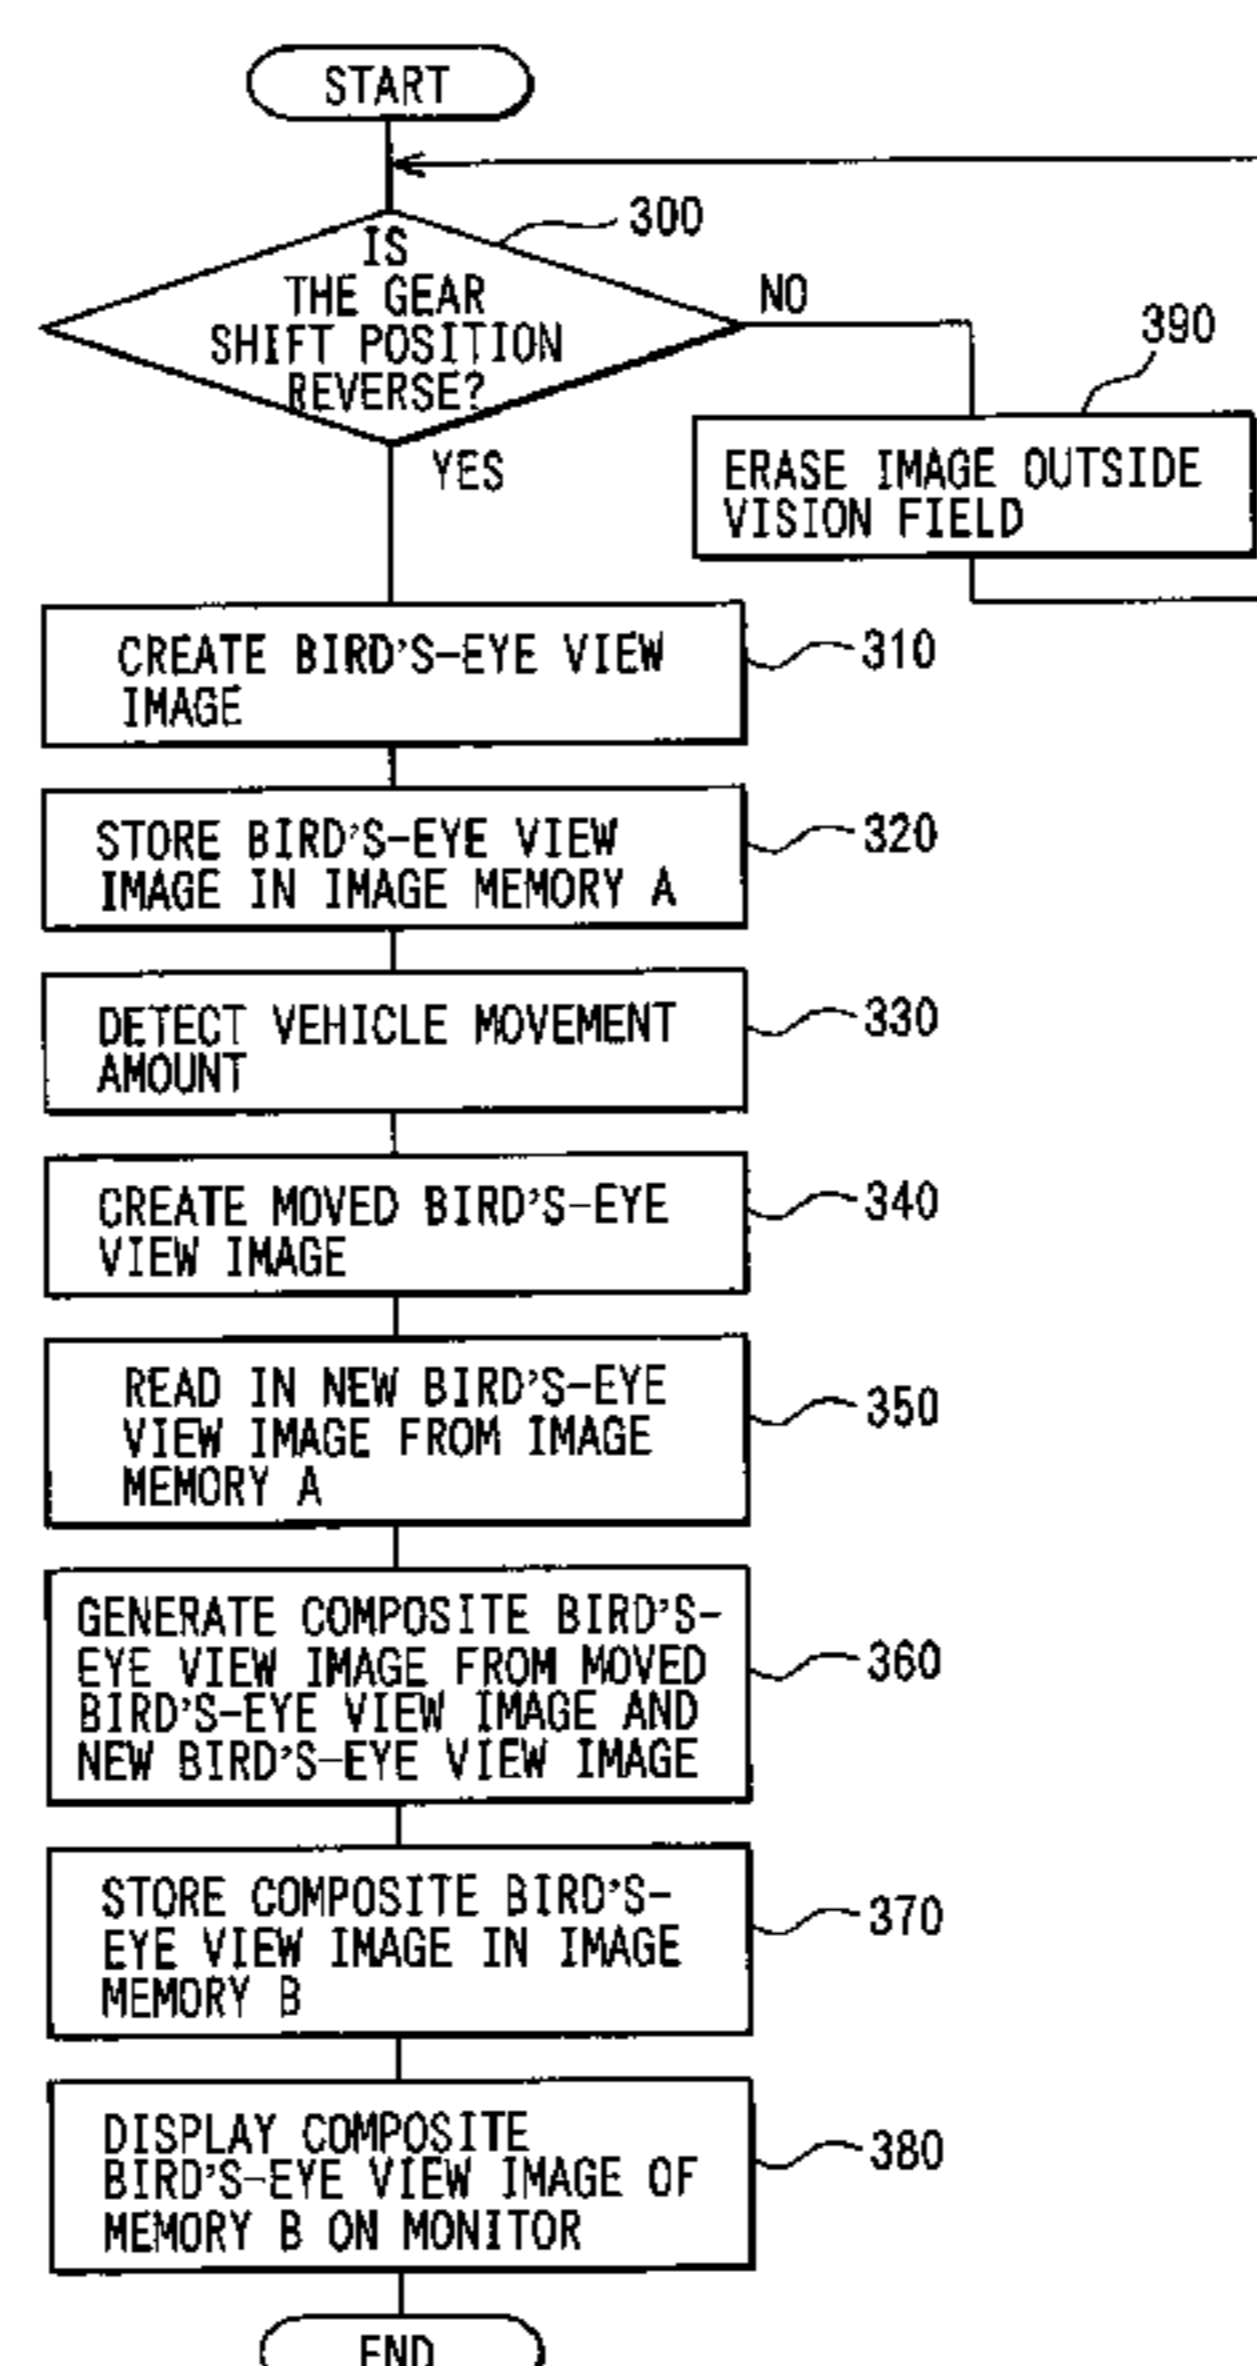 START
300
IS
THE GEAR
SHIFT POSITION
REVERSE?
NO
YES
390
ERASE IMAGE OUTSIDE
VISION FIELD
CREATE BIRD'S-EYE VIEW
IMAGE
310
STORE BIRD'S-EYE VIEW
IMAGE IN IMAGE MEMORY A
320
DETECT VEHICLE MOVEMENT
AMOUNT
330
CREATE MOVED BIRD'S-EYE
VIEW IMAGE
340
READ IN NEW BIRD'S-EYE
VIEW IMAGE FROM IMAGE
MEMORY A
350
GENERATE COMPOSITE BIRD'S-
EYE VIEW IMAGE FROM MOVED
BIRD'S-EYE VIEW IMAGE AND
NEW BIRD'S-EYE VIEW IMAGE
360
STORE COMPOSITE BIRD'S-
EYE VIEW IMAGE IN IMAGE
MEMORY B
370
DISPLAY COMPOSITE
BIRD'S-EYE VIEW IMAGE OF
MEMORY B ON MONITOR
380
END